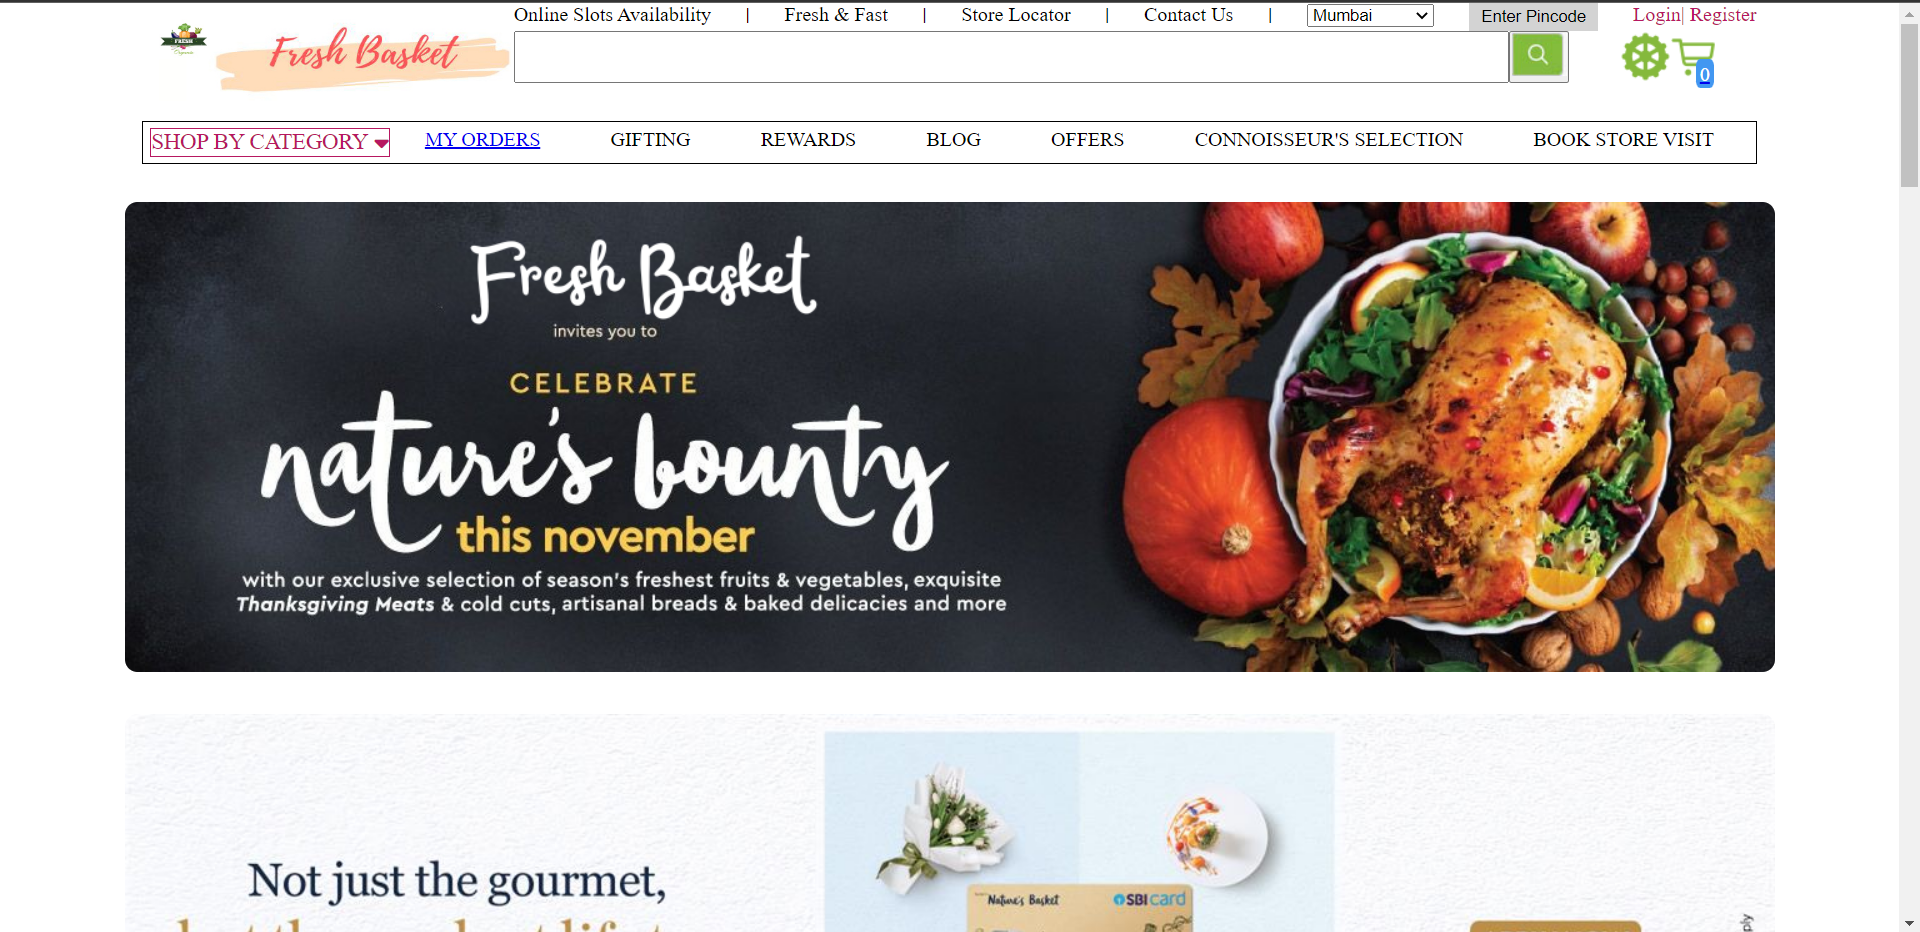 Online Slots Availability | Fresh & Fast | Store Locator | Contact Us | Mumbai Enter Pincode Login| Register
FRESH
Fresh Basket
0
SHOP BY CATEGORY MY ORDERS GIFTING REWARDS BLOG OFFERS CONNOISSEUR'S SELECTION BOOK STORE VISIT
Fresh Basket
invites you to
CELEBRATE
nature's bounty
this november
with our exclusive selection of season's freshest fruits & vegetables, exquisite
Thanksgiving Meats & cold cuts, artisanal breads & baked delicacies and more
Not just the gourmet,
Nature's Basket SBI card